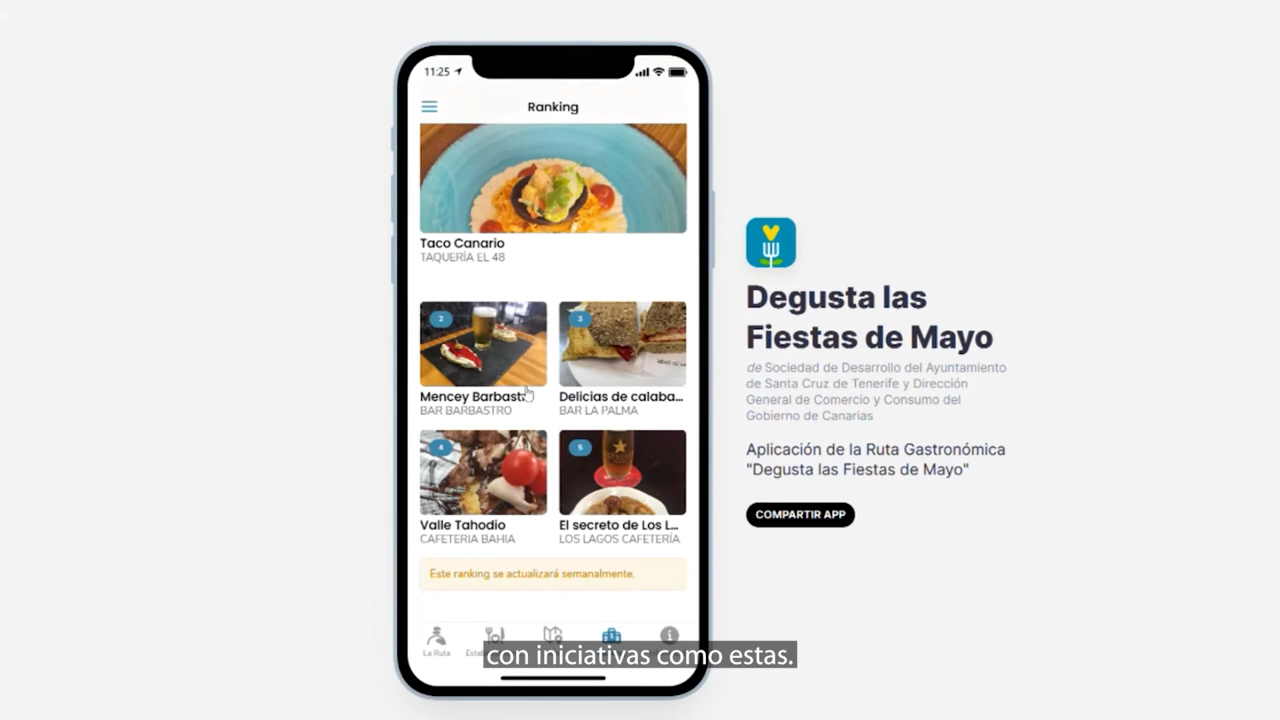 11:25
Ranking
Taco Canario
TAQUERÍA EL 48
2
3
Mencey Barbast
BAR BARBASTRO
Delicias de calaba...
BAR LA PALMA
4
5
Valle Tahodio
CAFETERIA BAHIA
El secreto de Los L...
LOS LAGOS CAFETERÍA
Este ranking se actualizará semanalmente.
La Ruta
con iniciativas como estas.
Degusta las
Fiestas de Mayo
de Sociedad de Desarrollo del Ayuntamiento
de Santa Cruz de Tenerife y Dirección
General de Comercio y Consumo del
Gobierno de Canarias
Aplicación de la Ruta Gastronómica
"Degusta las Fiestas de Mayo"
COMPARTIR APP